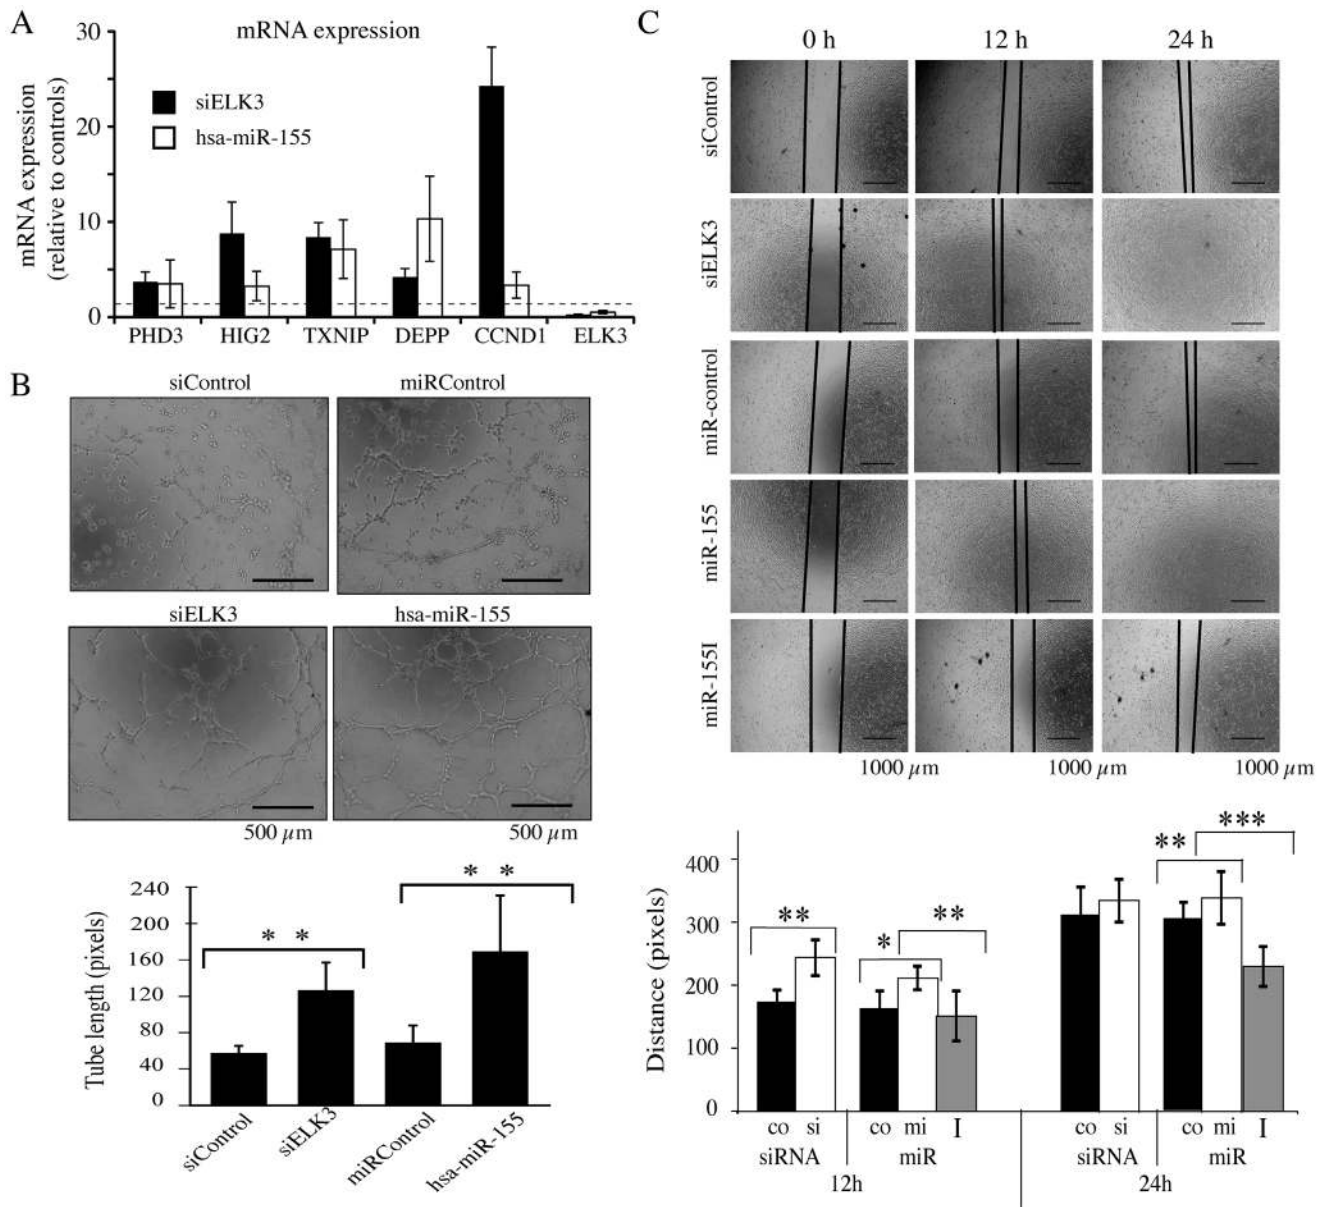 A
mRNA expression
mRNA expression
(relative to controls)
30
20
10
0
siELK3
hsa-miR-155
PHD3 HIG2 TXNIP DEPP CCND1 ELK3
B
siControl miRControl
siELK3 hsa-miR-155
500 µm 500 µm
Tube length (pixels)
240
200
160
120
80
40
0
* *
* *
siControl siELK3 miRControl hsa-miR-155
C
0 h 12 h 24 h
siControl
siELK3
miR-control
miR-155
miR-155I
1000 µm 1000 µm 1000 µm
Distance (pixels)
400
300
200
100
0
**
*
**
**
***
co si co mi I co si co mi I
siRNA miR siRNA miR
12h 24h